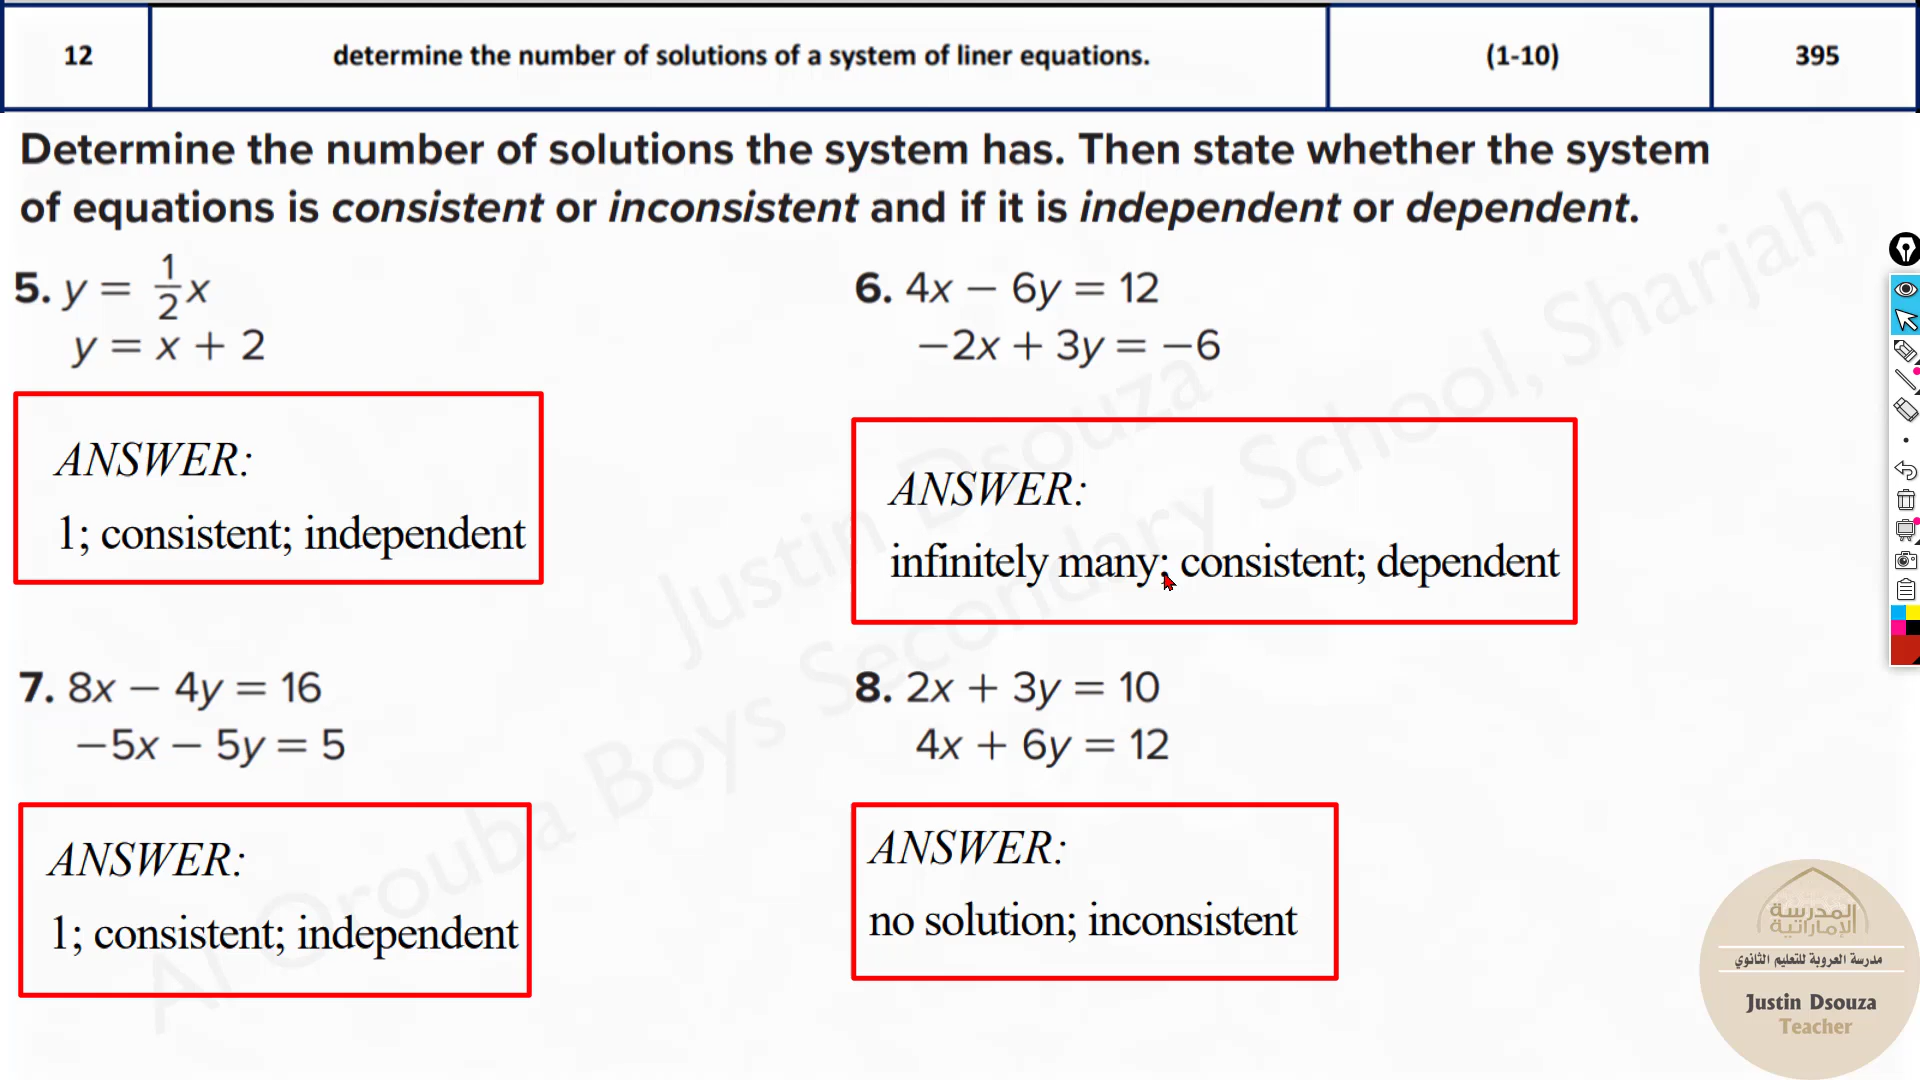 12 determine the number of solutions of a system of liner equations. (1-10) 395
Determine the number of solutions the system has. Then state whether the system
of equations is consistent or inconsistent and if it is independent or dependent.
5. y = 1/2 x
y = x + 2
6. 4x − 6y = 12
−2x + 3y = −6
ANSWER:
1; consistent; independent
ANSWER:
infinitely many; consistent; dependent
7. 8x − 4y = 16
−5x − 5y = 5
8. 2x + 3y = 10
4x + 6y = 12
ANSWER:
1; consistent; independent
ANSWER:
no solution; inconsistent
Justin Dsouza
Al Orouba Boys Secondary School, Sharjah
المدرسة
الإماراتية
مدرسة العروبة للتعليم الثانوي
Justin Dsouza
Teacher